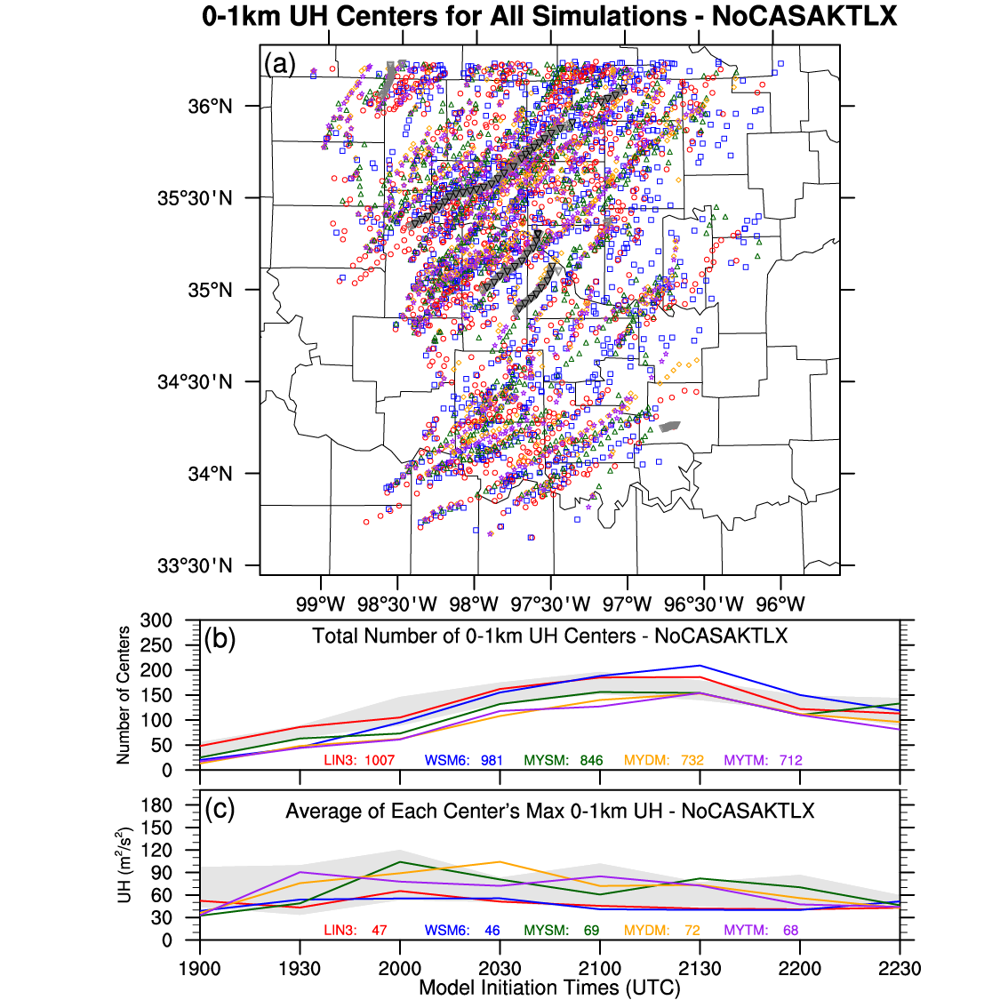 0-1km UH Centers for All Simulations - NoCASAKTLX
(a)
36°N
35°30'N
35°N
34°30'N
34°N
33°30'N
99°W 98°30'W 98°W 97°30'W 97°W 96°30'W 96°W
(b)
Total Number of 0-1km UH Centers - NoCASAKTLX
Number of Centers
300
250
200
150
100
50
0
LIN3: 1007 WSM6: 981 MYSM: 846 MYDM: 732 MYTM: 712
(c)
Average of Each Center's Max 0-1km UH - NoCASAKTLX
UH (m²/s²)
180
150
120
90
60
30
0
LIN3: 47 WSM6: 46 MYSM: 69 MYDM: 72 MYTM: 68
1900 1930 2000 2030 2100 2130 2200 2230
Model Initiation Times (UTC)